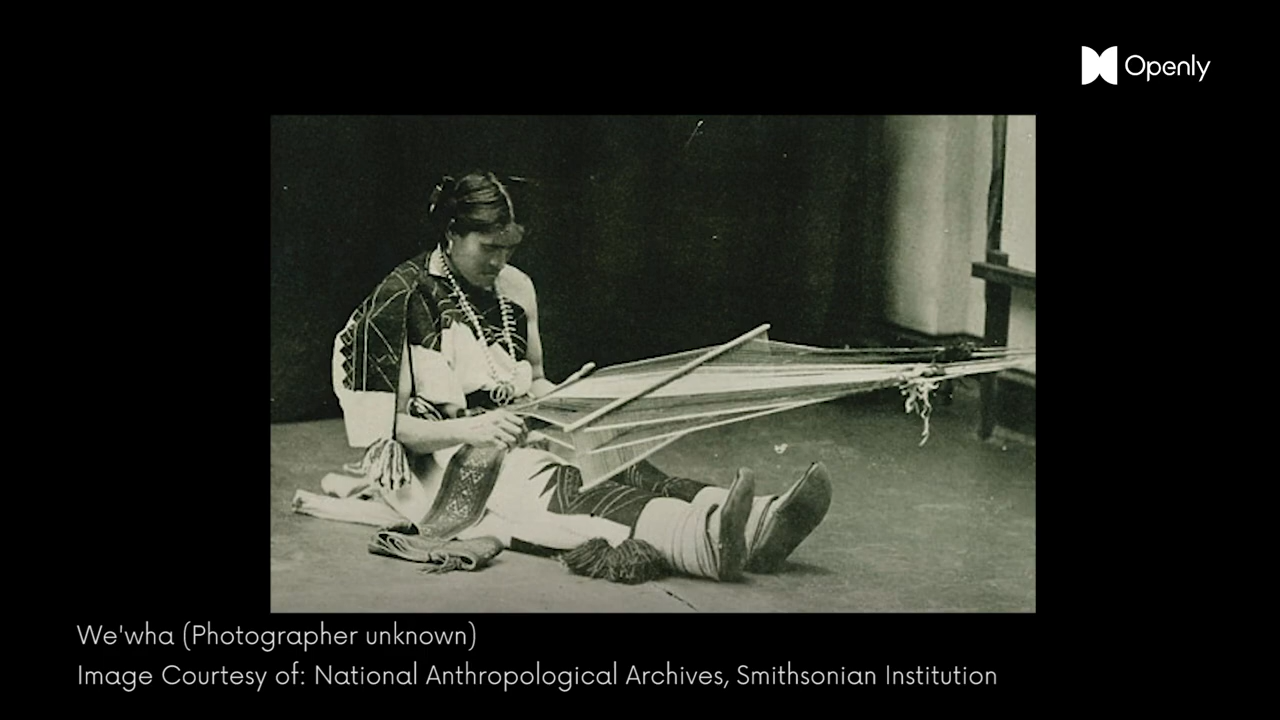 Openly
We'wha (Photographer unknown)
Image Courtesy of: National Anthropological Archives, Smithsonian Institution